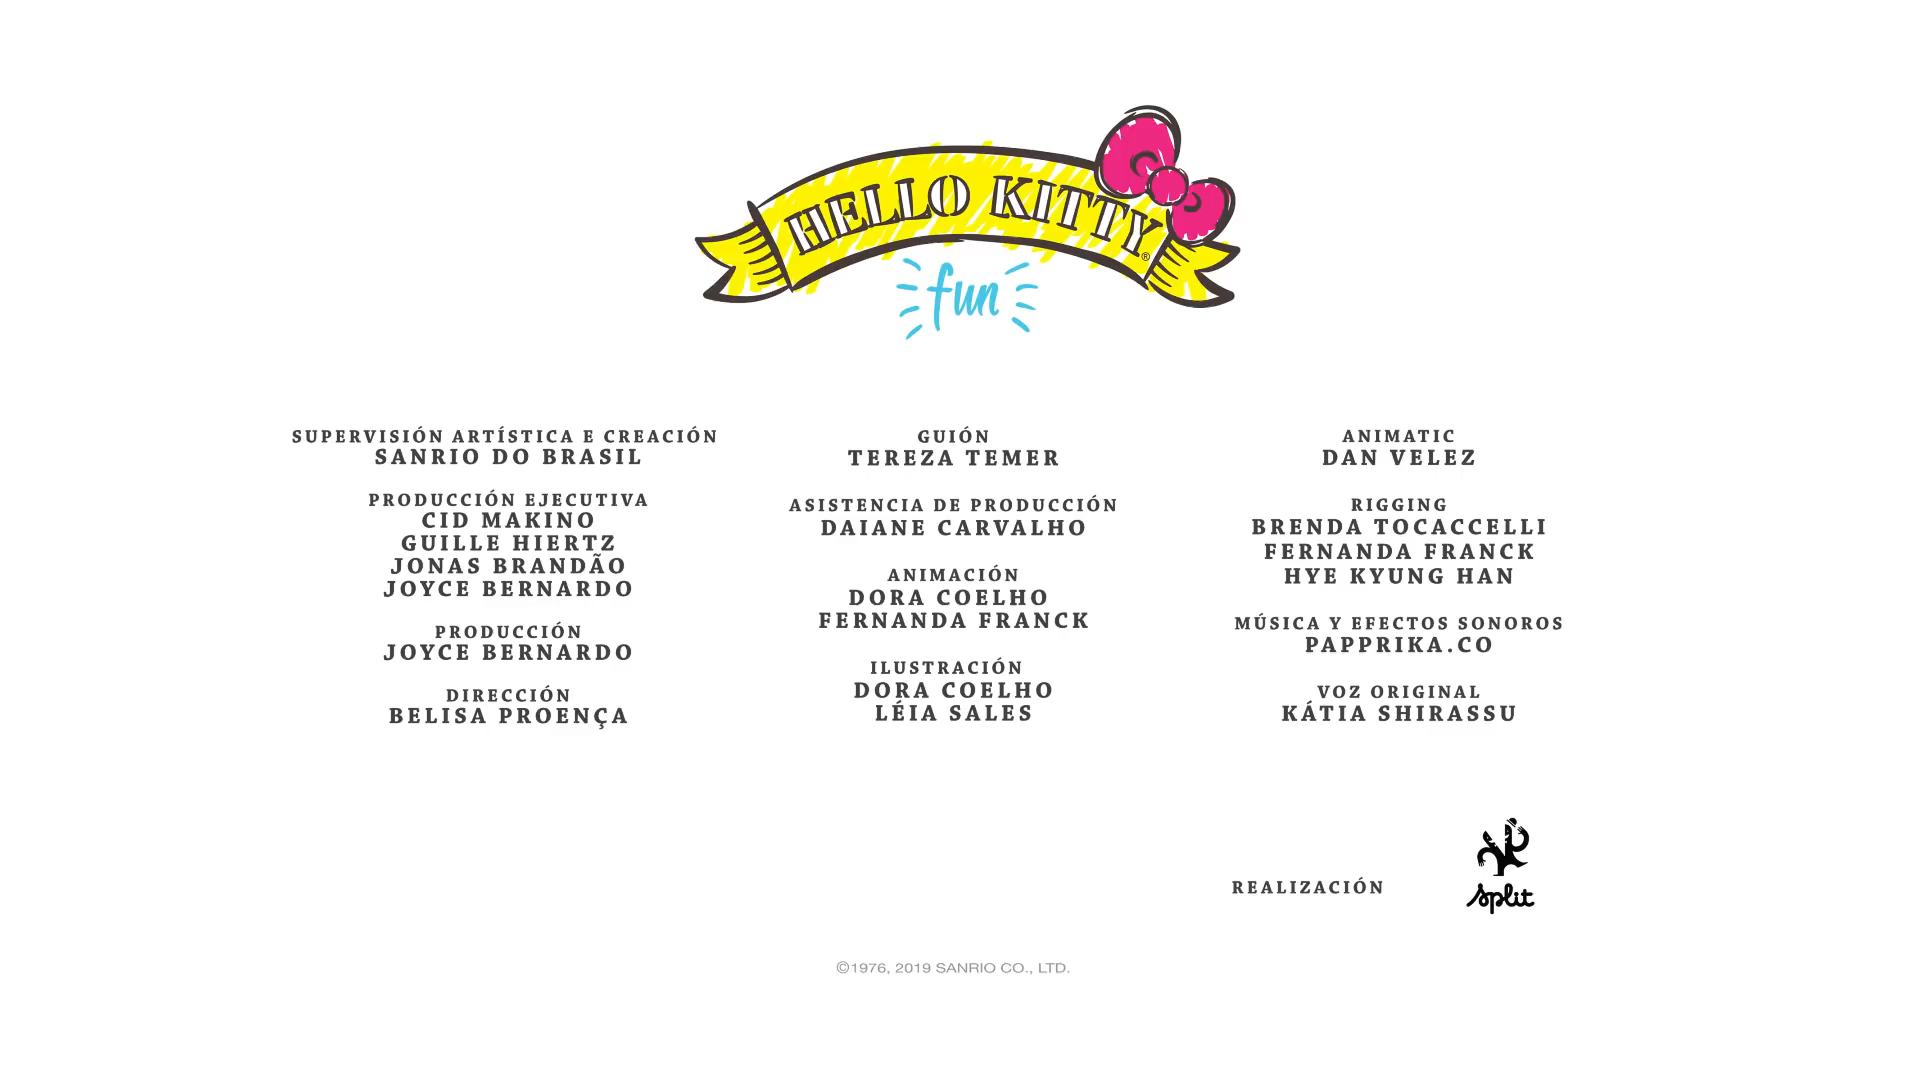 HELLO KITTY®
fun
SUPERVISIÓN ARTÍSTICA E CREACIÓN
SANRIO DO BRASIL
PRODUCCIÓN EJECUTIVA
CID MAKINO
GUILLE HIERTZ
JONAS BRANDÃO
JOYCE BERNARDO
PRODUCCIÓN
JOYCE BERNARDO
DIRECCIÓN
BELISA PROENÇA
GUIÓN
TEREZA TEMER
ASISTENCIA DE PRODUCCIÓN
DAIANE CARVALHO
ANIMACIÓN
DORA COELHO
FERNANDA FRANCK
ILUSTRACIÓN
DORA COELHO
LÉIA SALES
ANIMATIC
DAN VELEZ
RIGGING
BRENDA TOCACCELLI
FERNANDA FRANCK
HYE KYUNG HAN
MÚSICA Y EFECTOS SONOROS
PAPPRIKA.CO
VOZ ORIGINAL
KÁTIA SHIRASSU
REALIZACIÓN
split
©1976, 2019 SANRIO CO., LTD.